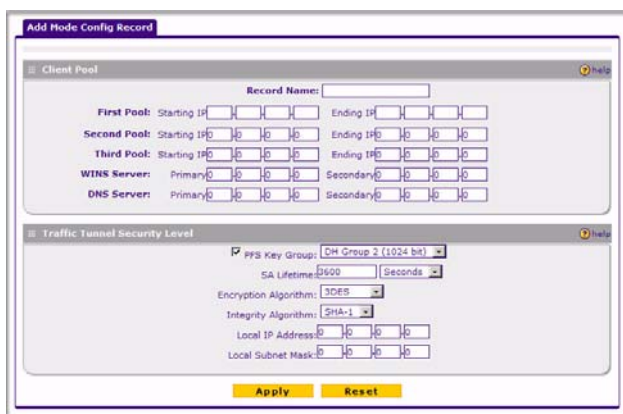 Add Mode Config Record
Client Pool
help
Record Name:
First Pool: Starting IP . . . Ending IP . . .
Second Pool: Starting IP 0 .0 .0 .0 Ending IP 0 .0 .0 .0
Third Pool: Starting IP 0 .0 .0 .0 Ending IP 0 .0 .0 .0
WINS Server: Primary 0 .0 .0 .0 Secondary 0 .0 .0 .0
DNS Server: Primary 0 .0 .0 .0 Secondary 0 .0 .0 .0
Traffic Tunnel Security Level
help
PFS Key Group: DH Group 2 (1024 bit)
SA Lifetime: 3600 Seconds
Encryption Algorithm: 3DES
Integrity Algorithm: SHA-1
Local IP Address: 0 .0 .0 .0
Local Subnet Mask: 0 .0 .0 .0
Apply Reset